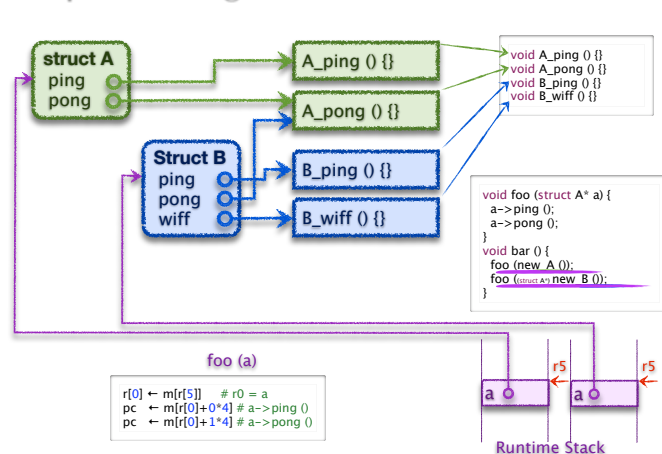 struct A
ping
pong
A_ping () {}
A_pong () {}
void A_ping () {}
void A_pong () {}
void B_ping () {}
void B_wiff () {}
Struct B
ping
pong
wiff
B_ping () {}
B_wiff () {}
void foo (struct A* a) {
a->ping ();
a->pong ();
}
void bar () {
foo (new_A ());
foo ((struct A*) new_B ());
}
foo (a)
r[0] ← m[r[5]] # r0 = a
pc ← m[r[0]+0*4] # a->ping ()
pc ← m[r[0]+1*4] # a->pong ()
r5
r5
a
a
Runtime Stack